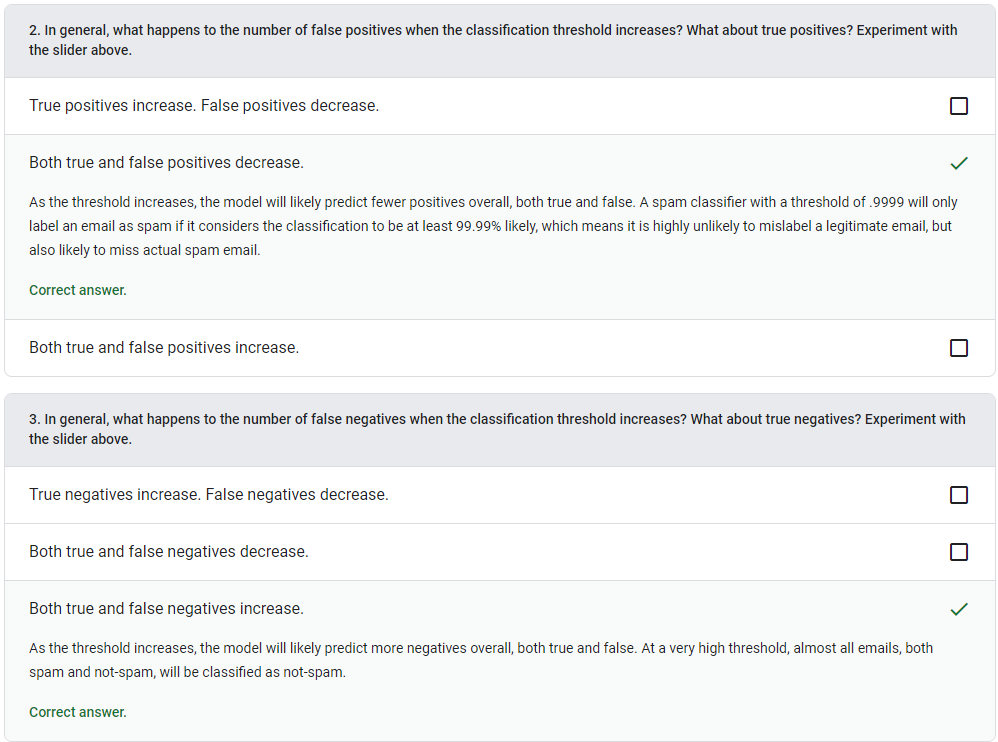 2. In general, what happens to the number of false positives when the classification threshold increases? What about true positives? Experiment with
the slider above.
True positives increase. False positives decrease.
Both true and false positives decrease.
As the threshold increases, the model will likely predict fewer positives overall, both true and false. A spam classifier with a threshold of .9999 will only
label an email as spam if it considers the classification to be at least 99.99% likely, which means it is highly unlikely to mislabel a legitimate email, but
also likely to miss actual spam email.
Correct answer.
Both true and false positives increase.
3. In general, what happens to the number of false negatives when the classification threshold increases? What about true negatives? Experiment with
the slider above.
True negatives increase. False negatives decrease.
Both true and false negatives decrease.
Both true and false negatives increase.
As the threshold increases, the model will likely predict more negatives overall, both true and false. At a very high threshold, almost all emails, both
spam and not-spam, will be classified as not-spam.
Correct answer.